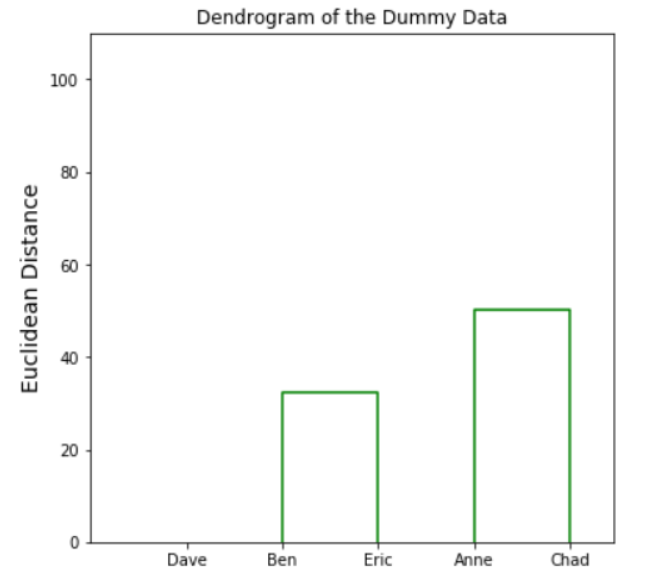 Dendrogram of the Dummy Data
Euclidean Distance
100
80
60
40
20
0
Dave Ben Eric Anne Chad